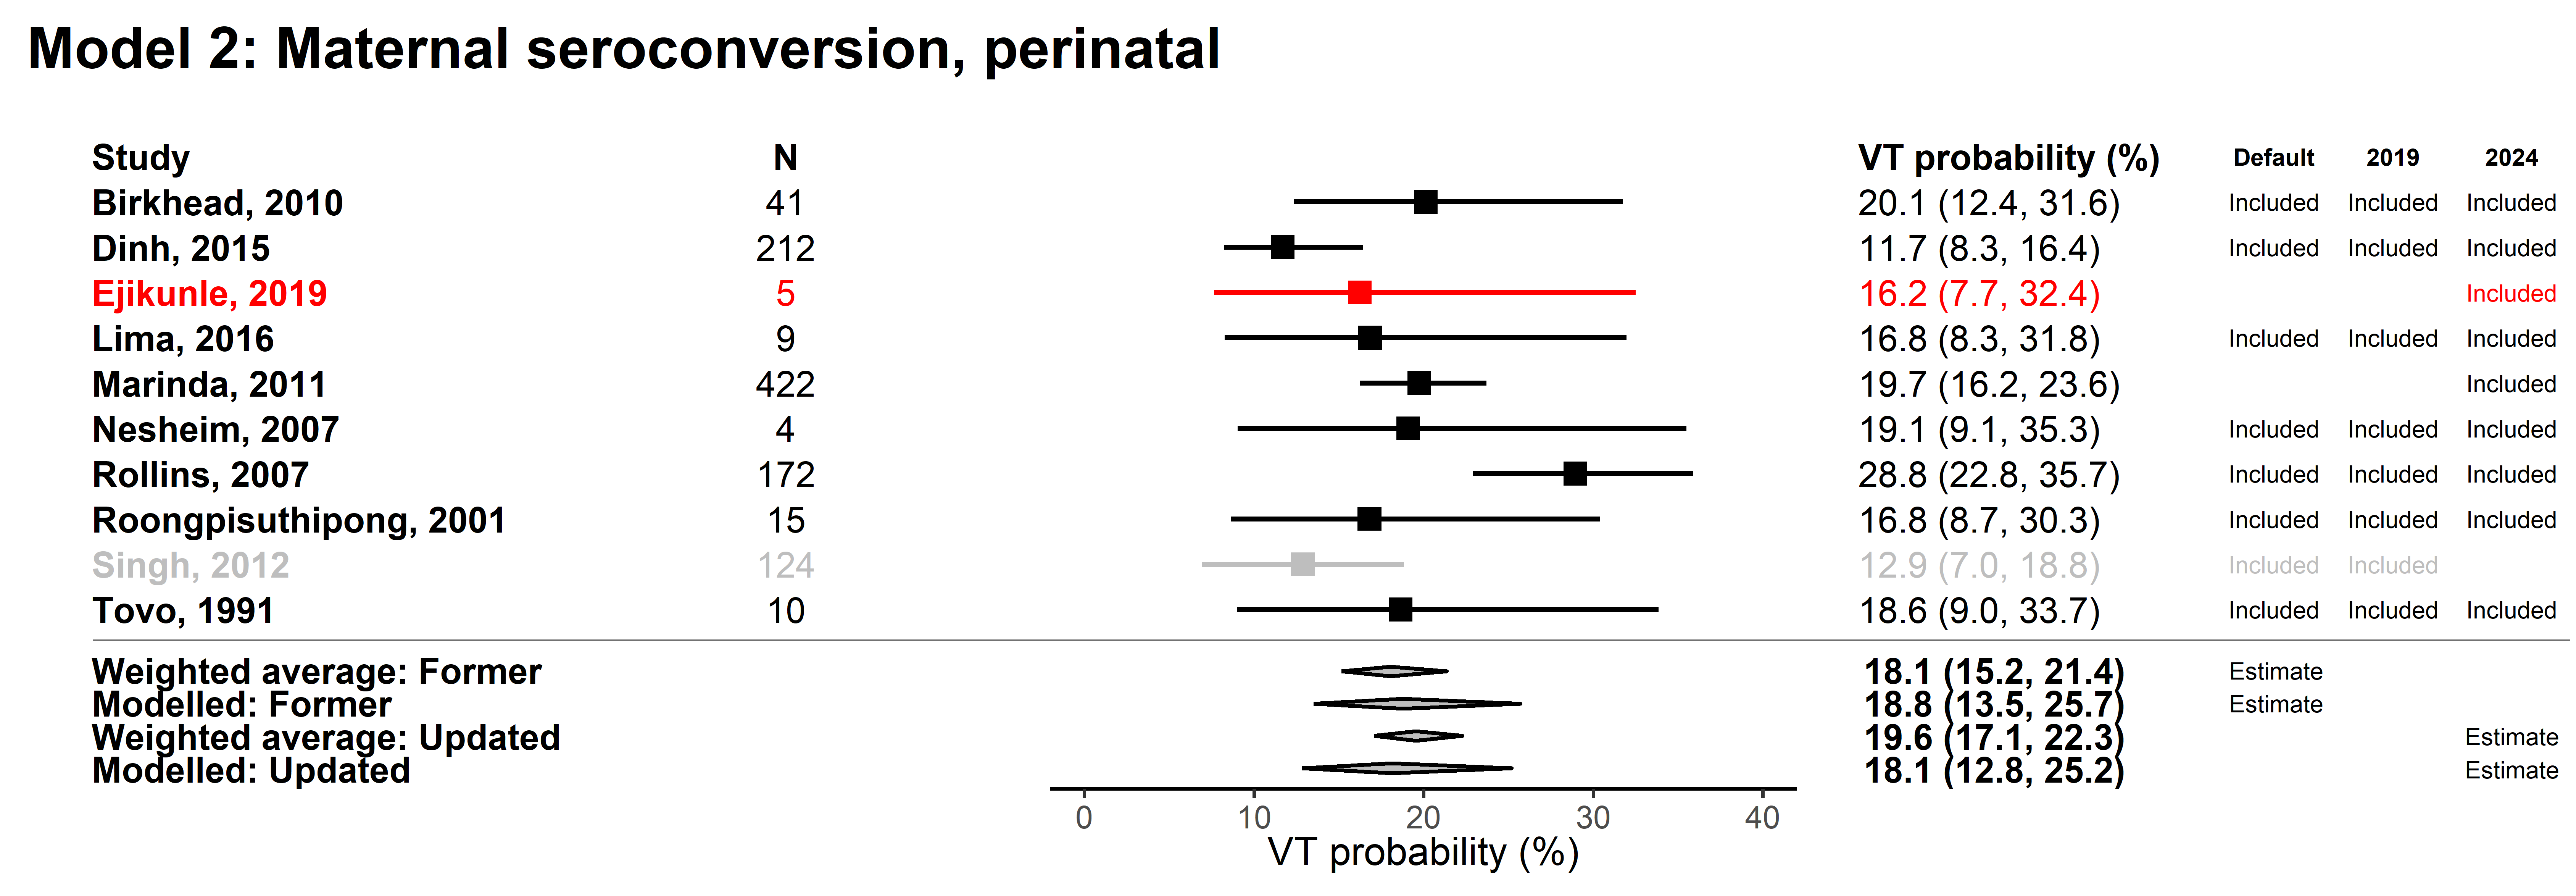 Model 2: Maternal seroconversion, perinatal
Study N VT probability (%) Default 2019 2024
Birkhead, 2010 41 20.1 (12.4, 31.6) Included Included Included
Dinh, 2015 212 11.7 (8.3, 16.4) Included Included Included
Ejikunle, 2019 5 16.2 (7.7, 32.4) Included
Lima, 2016 9 16.8 (8.3, 31.8) Included Included Included
Marinda, 2011 422 19.7 (16.2, 23.6) Included
Nesheim, 2007 4 19.1 (9.1, 35.3) Included Included Included
Rollins, 2007 172 28.8 (22.8, 35.7) Included Included Included
Roongpisuthipong, 2001 15 16.8 (8.7, 30.3) Included Included Included
Singh, 2012 124 12.9 (7.0, 18.8) Included Included
Tovo, 1991 10 18.6 (9.0, 33.7) Included Included Included
Weighted average: Former 18.1 (15.2, 21.4) Estimate
Modelled: Former 18.8 (13.5, 25.7) Estimate
Weighted average: Updated 19.6 (17.1, 22.3) Estimate
Modelled: Updated 18.1 (12.8, 25.2) Estimate
0 10 20 30 40
VT probability (%)